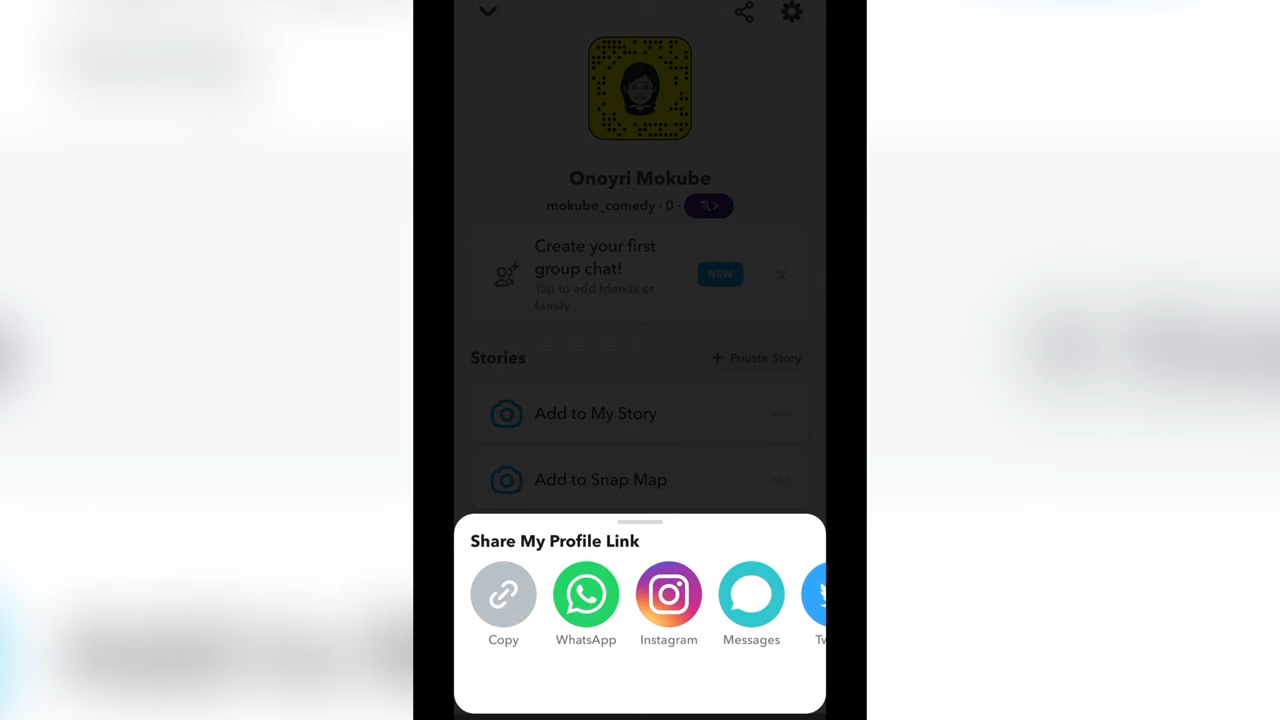 Onoyri Mokube
mokube_comedy · 0 ·
Create your first
group chat!
Tap to add friends or
family
NEW
Stories
+ Private Story
Add to My Story
Add to Snap Map
Share My Profile Link
Copy
WhatsApp
Instagram
Messages
Tw